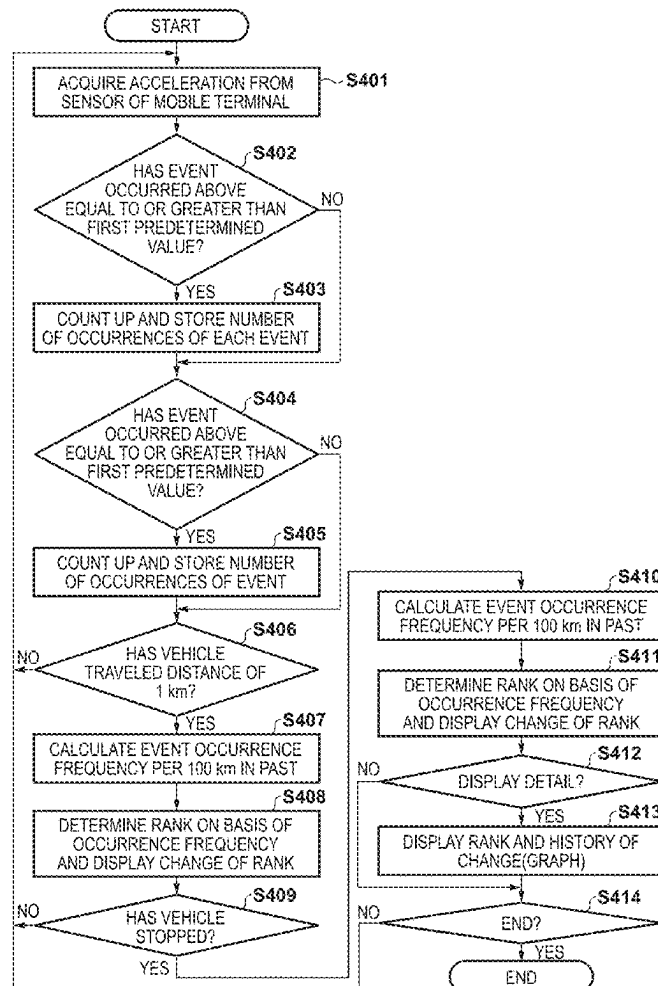 START
ACQUIRE ACCELERATION FROM
SENSOR OF MOBILE TERMINAL
S401
S402
HAS EVENT
OCCURRED ABOVE
EQUAL TO OR GREATER THAN
FIRST PREDETERMINED
VALUE?
NO
YES
S403
COUNT UP AND STORE NUMBER
OF OCCURRENCES OF EACH EVENT
S404
HAS EVENT
OCCURRED ABOVE
EQUAL TO OR GREATER THAN
FIRST PREDETERMINED
VALUE?
NO
YES
S405
COUNT UP AND STORE NUMBER
OF OCCURRENCES OF EVENT
S406
HAS VEHICLE
TRAVELED DISTANCE OF
1 km?
NO
YES
S407
CALCULATE EVENT OCCURRENCE
FREQUENCY PER 100 km IN PAST
S408
DETERMINE RANK ON BASIS OF
OCCURRENCE FREQUENCY
AND DISPLAY CHANGE OF RANK
S409
HAS VEHICLE
STOPPED?
NO
YES
S410
CALCULATE EVENT OCCURRENCE
FREQUENCY PER 100 km IN PAST
S411
DETERMINE RANK ON BASIS OF
OCCURRENCE FREQUENCY
AND DISPLAY CHANGE OF RANK
S412
DISPLAY DETAIL?
NO
YES
S413
DISPLAY RANK AND HISTORY OF
CHANGE(GRAPH)
S414
END?
NO
YES
END